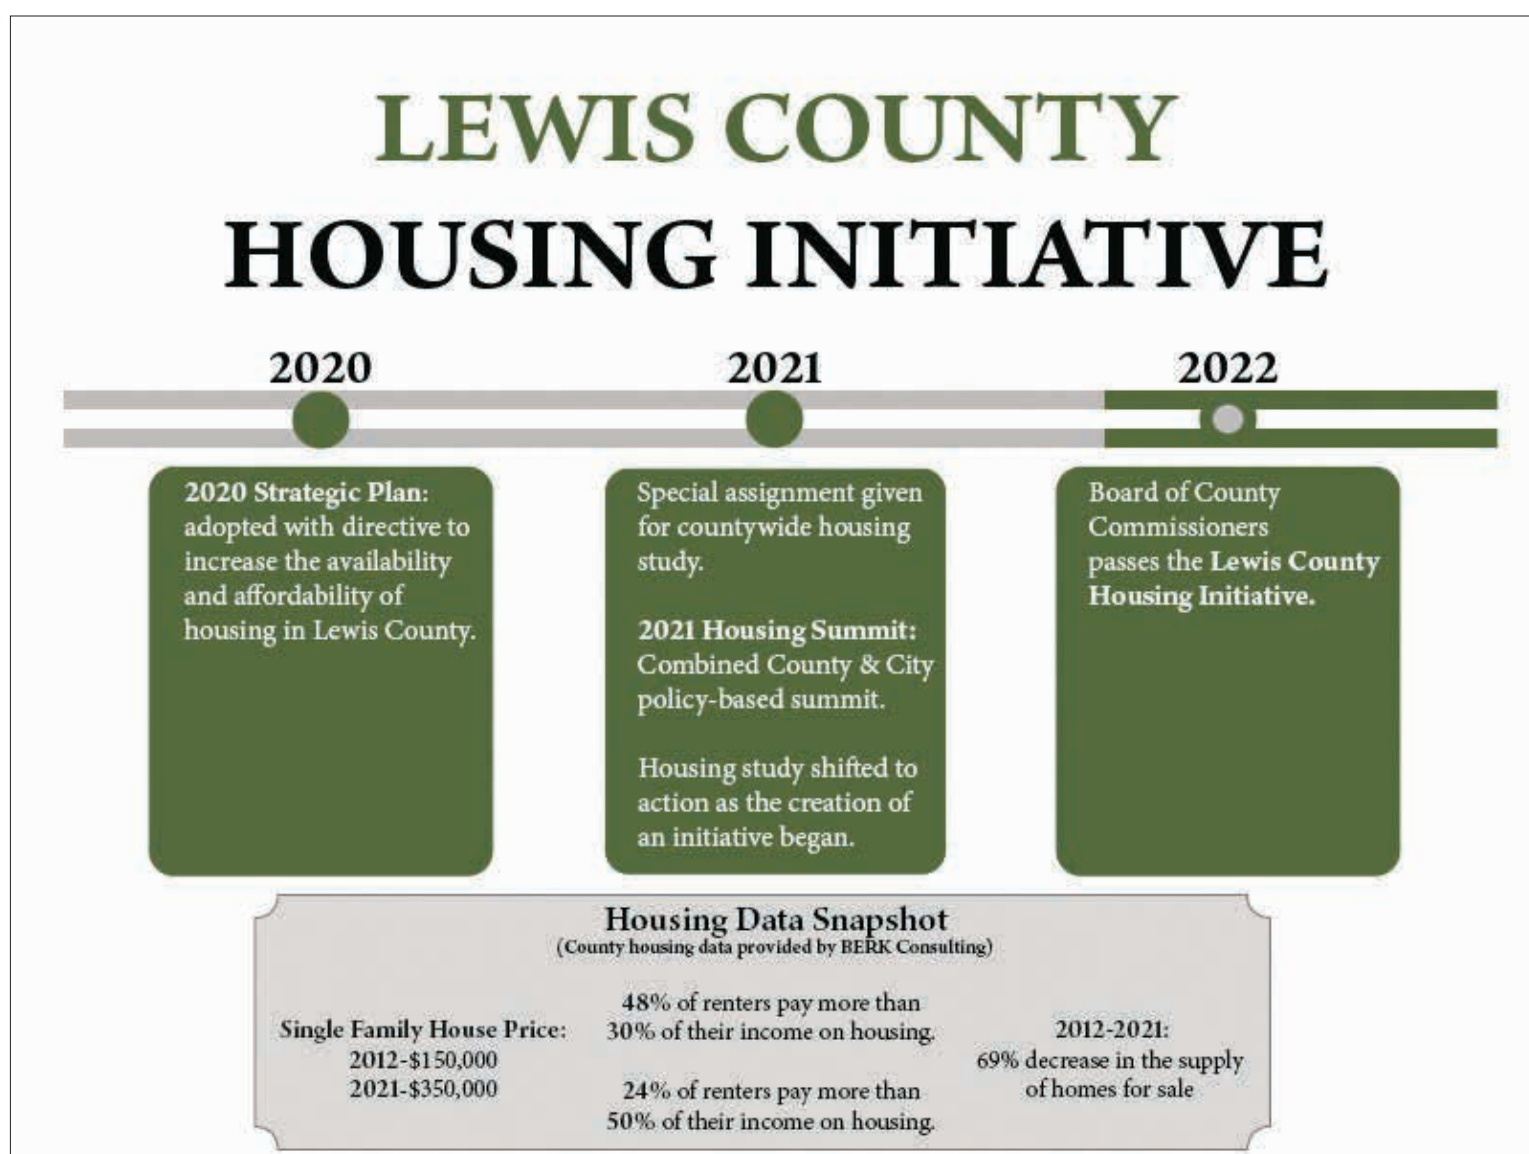 LEWIS COUNTY
HOUSING INITIATIVE
2020
2021
2022
2020 Strategic Plan:
adopted with directive to
increase the availability
and affordability of
housing in Lewis County.
Special assignment given
for countywide housing
study.
2021 Housing Summit:
Combined County & City
policy-based summit.
Housing study shifted to
action as the creation of
an initiative began.
Board of County
Commissioners
passes the Lewis County
Housing Initiative.
Housing Data Snapshot
(County housing data provided by BERK Consulting)
Single Family House Price:
2012-$150,000
2021-$350,000
48% of renters pay more than
30% of their income on housing.
24% of renters pay more than
50% of their income on housing.
2012-2021:
69% decrease in the supply
of homes for sale